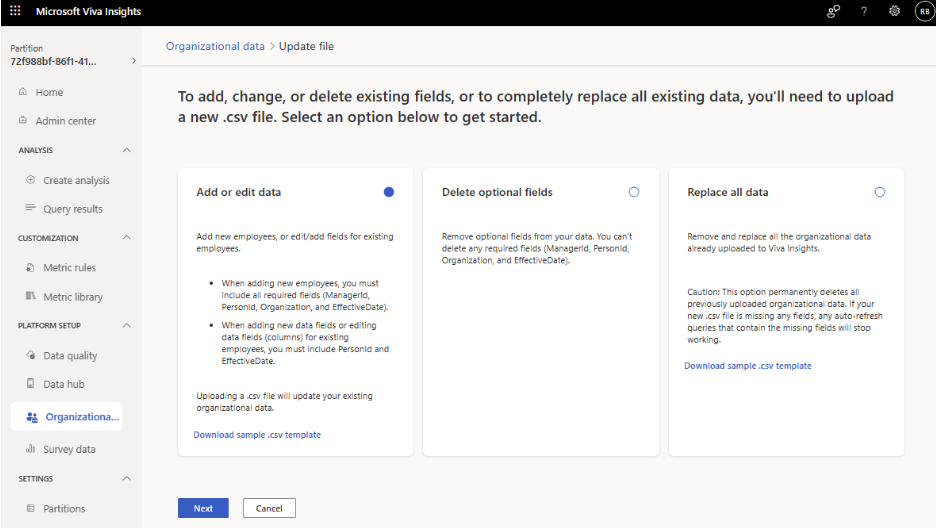 Microsoft Viva Insights
?
RB
Partition
72f988bf-86f1-41...
Home
Admin center
ANALYSIS
Create analysis
Query results
CUSTOMIZATION
Metric rules
Metric library
PLATFORM SETUP
Data quality
Data hub
Organizationa...
Survey data
SETTINGS
Partitions
Organizational data > Update file
To add, change, or delete existing fields, or to completely replace all existing data, you'll need to upload
a new .csv file. Select an option below to get started.
Add or edit data
Add new employees, or edit/add fields for existing
employees.
• When adding new employees, you must
include all required fields (ManagerId,
PersonId, Organization, and EffectiveDate).
• When adding new data fields or editing
data fields (columns) for existing
employees, you must include PersonId and
EffectiveDate.
Uploading a .csv file will update your existing
organizational data.
Download sample .csv template
Delete optional fields
Remove optional fields from your data. You can't
delete any required fields (ManagerId, PersonId,
Organization, and EffectiveDate).
Replace all data
Remove and replace all the organizational data
already uploaded to Viva Insights.
Caution: This option permanently deletes all
previously uploaded organizational data. If your
new .csv file is missing any fields, any auto-refresh
queries that contain the missing fields will stop
working.
Download sample .csv template
Next
Cancel